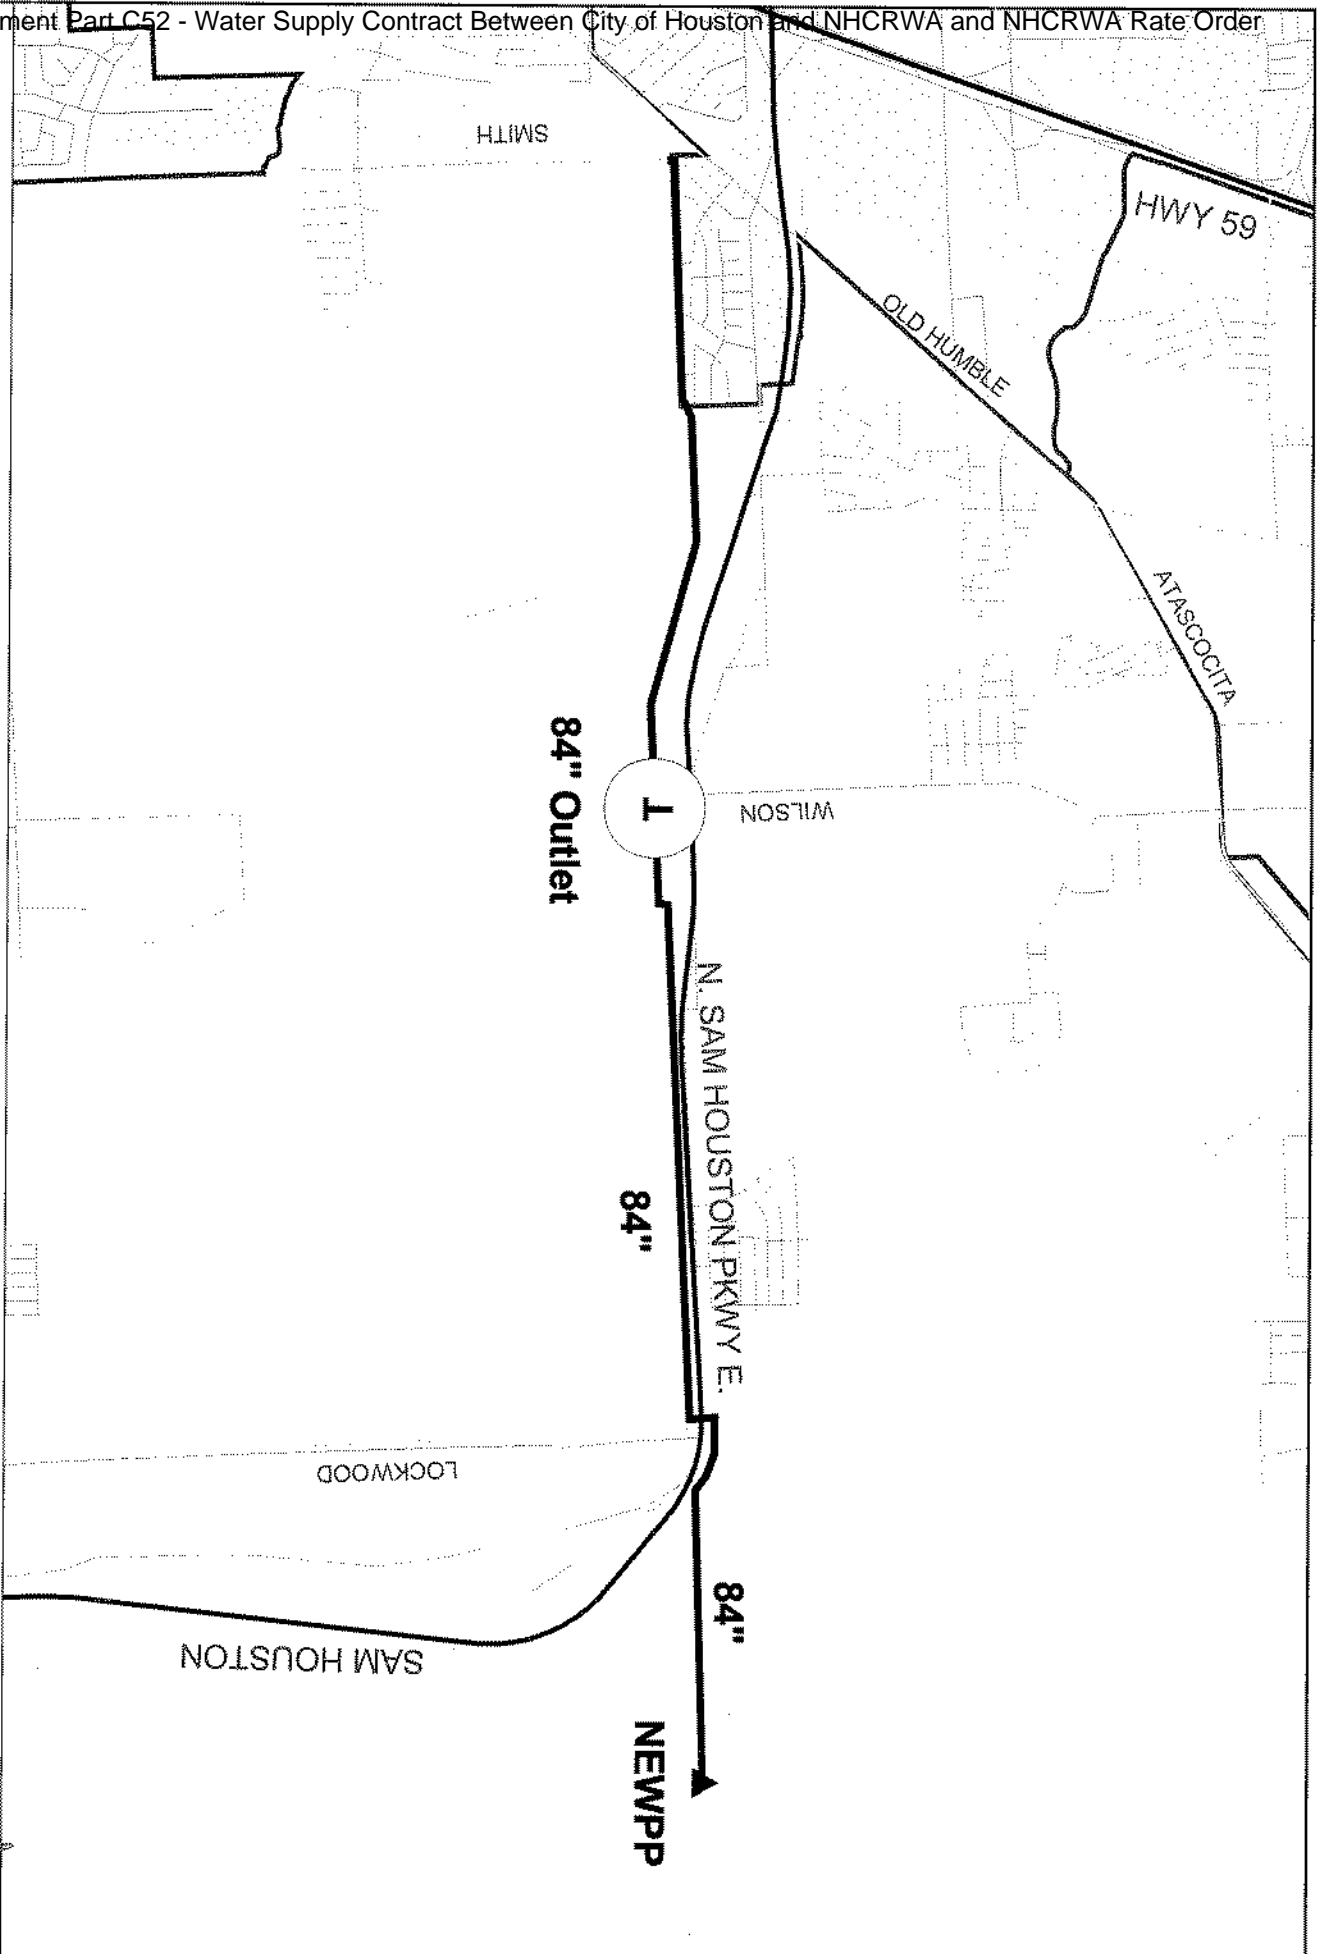 ment Part C52 - Water Supply Contract Between City of Houston and NHCRWA and NHCRWA Rate Order
SMITH
HWY 59
OLD HUMBLE
ATASCOCITA
84" Outlet
T
WILSON
N. SAM HOUSTON PKWY E.
84"
LOCKWOOD
84"
SAM HOUSTON
NEWPP